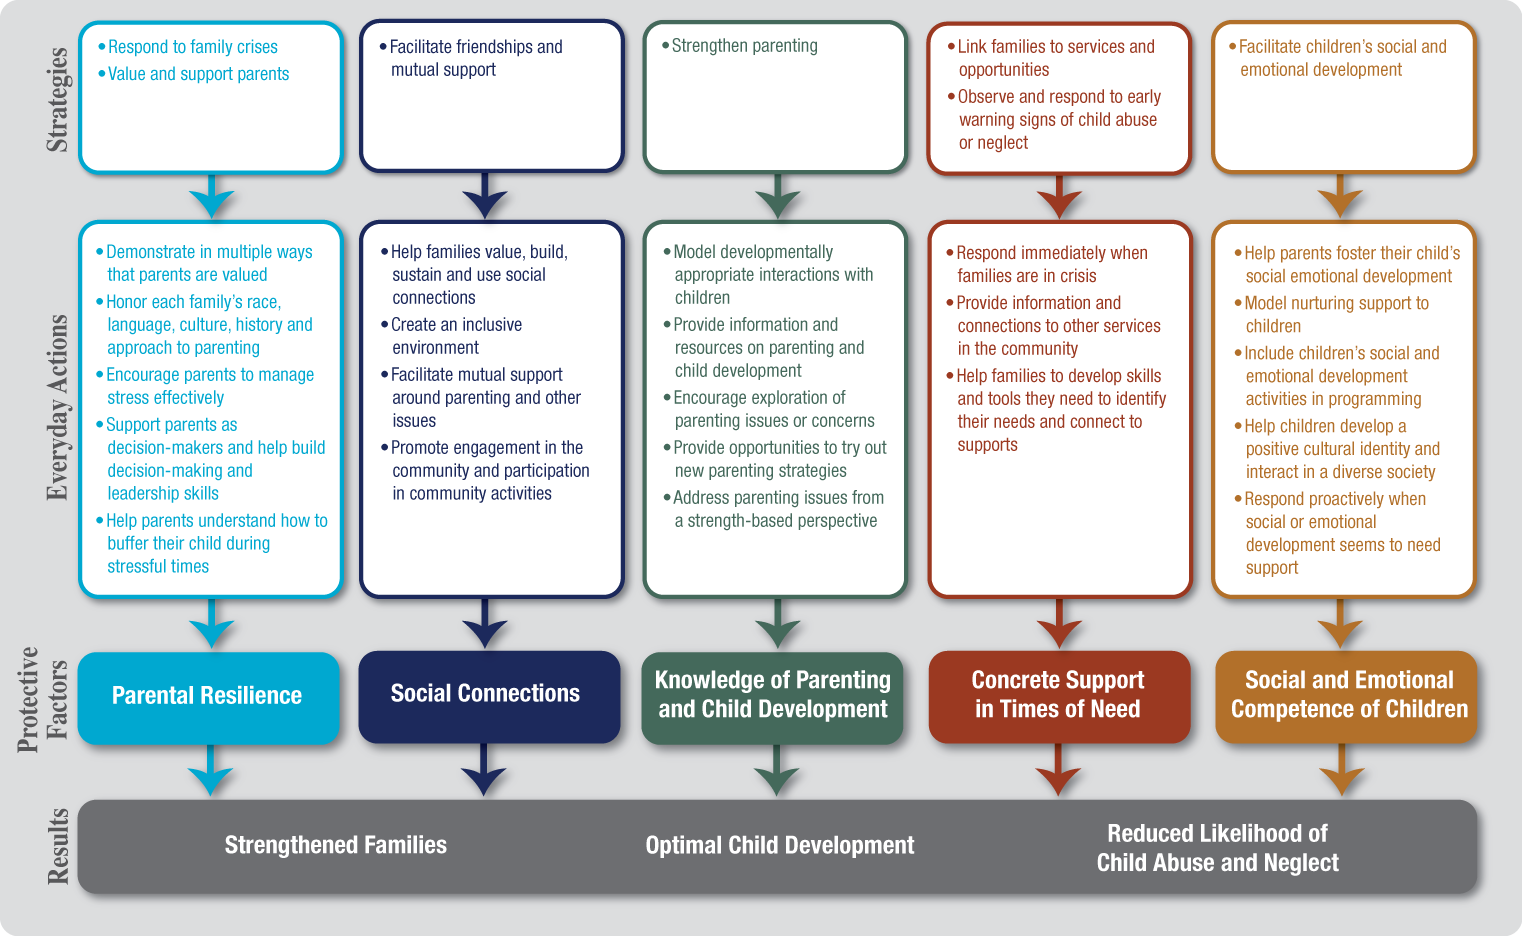 Strategies
• Respond to family crises
• Value and support parents
• Facilitate friendships and
mutual support
• Strengthen parenting
• Link families to services and
opportunities
• Observe and respond to early
warning signs of child abuse
or neglect
• Facilitate children’s social and
emotional development
Everyday Actions
• Demonstrate in multiple ways
that parents are valued
• Honor each family’s race,
language, culture, history and
approach to parenting
• Encourage parents to manage
stress effectively
• Support parents as
decision-makers and help build
decision-making and
leadership skills
• Help parents understand how to
buffer their child during
stressful times
• Help families value, build,
sustain and use social
connections
• Create an inclusive
environment
• Facilitate mutual support
around parenting and other
issues
• Promote engagement in the
community and participation
in community activities
• Model developmentally
appropriate interactions with
children
• Provide information and
resources on parenting and
child development
• Encourage exploration of
parenting issues or concerns
• Provide opportunities to try out
new parenting strategies
• Address parenting issues from
a strength-based perspective
• Respond immediately when
families are in crisis
• Provide information and
connections to other services
in the community
• Help families to develop skills
and tools they need to identify
their needs and connect to
supports
• Help parents foster their child’s
social emotional development
• Model nurturing support to
children
• Include children’s social and
emotional development
activities in programming
• Help children develop a
positive cultural identity and
interact in a diverse society
• Respond proactively when
social or emotional
development seems to need
support
Protective
Factors
Parental Resilience
Social Connections
Knowledge of Parenting
and Child Development
Concrete Support
in Times of Need
Social and Emotional
Competence of Children
Results
Strengthened Families
Optimal Child Development
Reduced Likelihood of
Child Abuse and Neglect